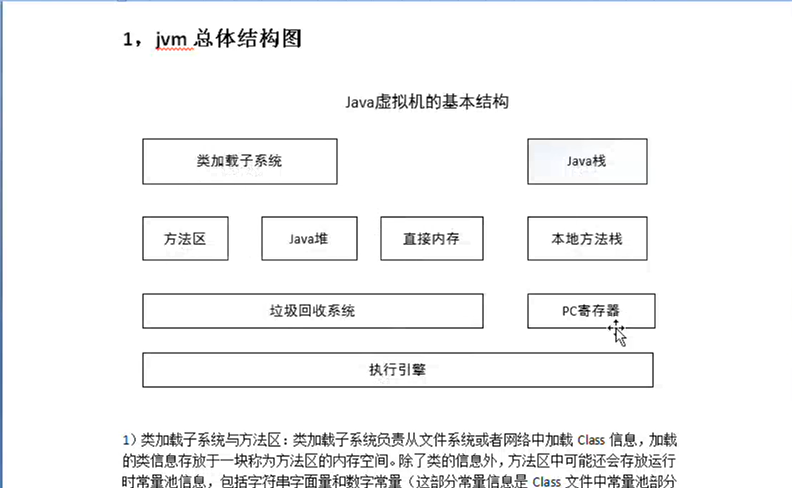 1，jvm 总体结构图
Java虚拟机的基本结构
类加载子系统
Java栈
方法区
Java堆
直接内存
本地方法栈
垃圾回收系统
PC寄存器
执行引擎
1）类加载子系统与方法区：类加载子系统负责从文件系统或者网络中加载 Class 信息，加载
的类信息存放于一块称为方法区的内存空间。除了类的信息外，方法区中可能还会存放运行
时常量池信息，包括字符串字面量和数字常量（这部分常量信息是 Class 文件中常量池部分